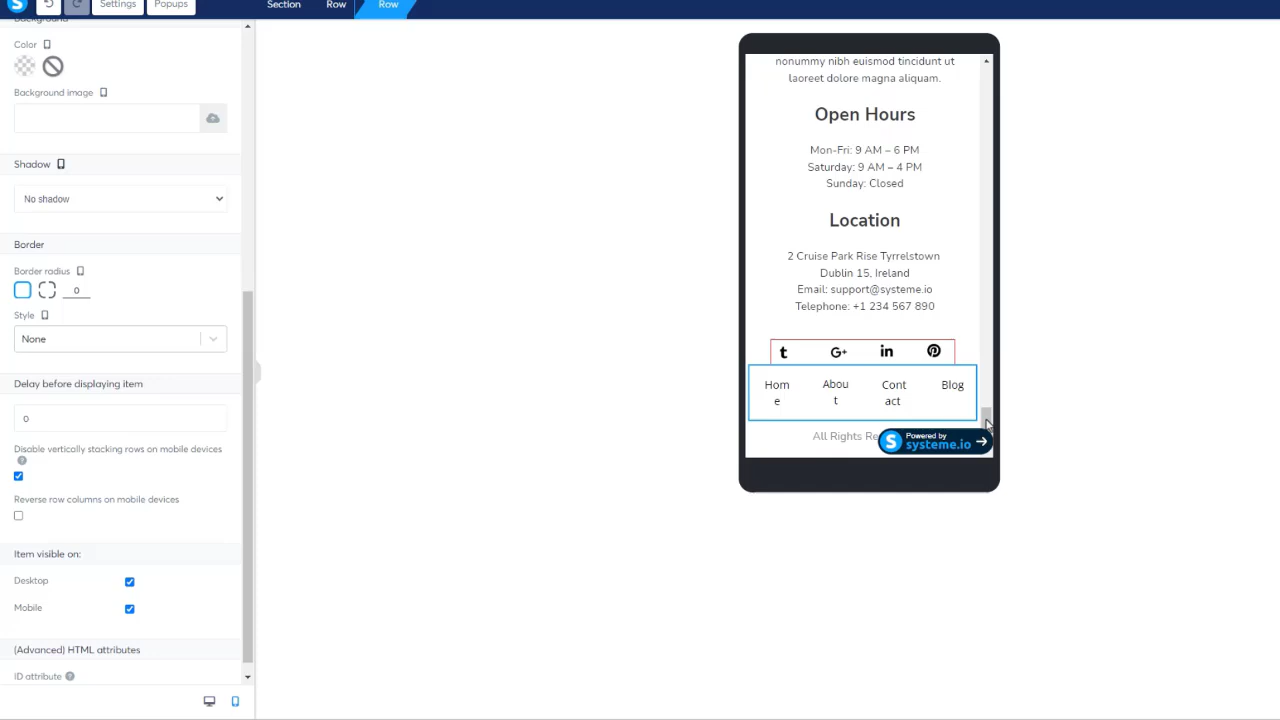 S
Settings
Popups
Section
Row
Row
Background
Color
Background image
Shadow
No shadow
Border
Border radius
0
Style
None
Delay before displaying item
0
Disable vertically stacking rows on mobile devices
?
Reverse row columns on mobile devices
Item visible on:
Desktop
Mobile
(Advanced) HTML attributes
ID attribute ?
nonummy nibh euismod tincidunt ut
laoreet dolore magna aliquam.
Open Hours
Mon-Fri: 9 AM – 6 PM
Saturday: 9 AM – 4 PM
Sunday: Closed
Location
2 Cruise Park Rise Tyrrelstown
Dublin 15, Ireland
Email: support@systeme.io
Telephone: +1 234 567 890
t G+ in
Hom
e
Abou
t
Cont
act
Blog
All Rights Re
S Powered by
systeme.io